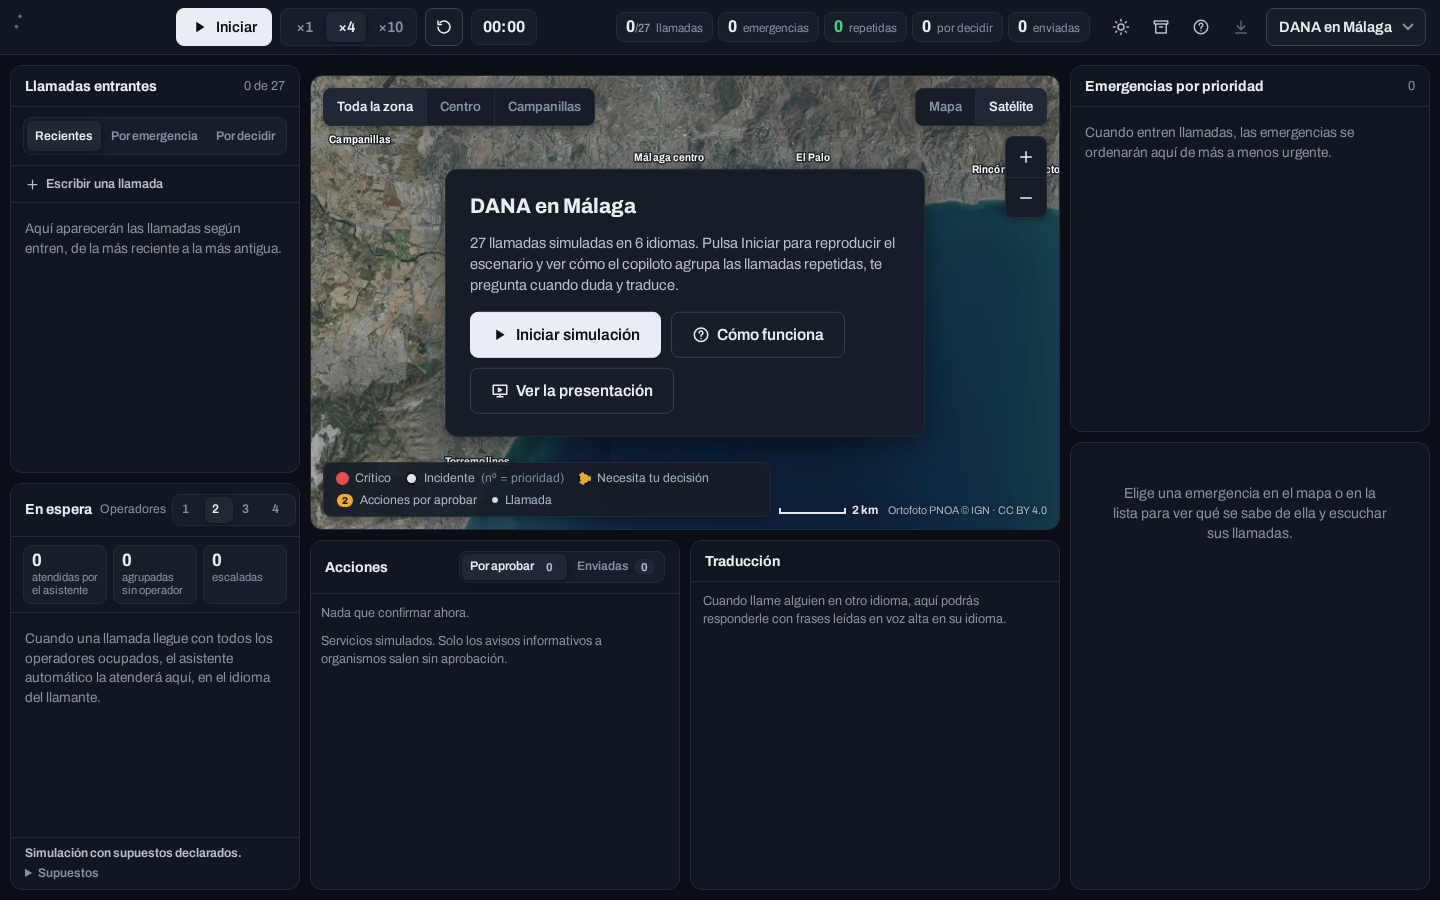 Iniciar
×1
×4
×10
00:00
0/27 llamadas
0 emergencias
0 repetidas
0 por decidir
0 enviadas
DANA en Málaga
Llamadas entrantes
0 de 27
Recientes
Por emergencia
Por decidir
Escribir una llamada
Aquí aparecerán las llamadas según
entren, de la más reciente a la más antigua.
En espera
Operadores
1
2
3
4
0
atendidas por
el asistente
0
agrupadas
sin operador
0
escaladas
Cuando una llamada llegue con todos los
operadores ocupados, el asistente
automático la atenderá aquí, en el idioma
del llamante.
Simulación con supuestos declarados.
Supuestos
Toda la zona
Centro
Campanillas
Mapa
Satélite
Campanillas
Málaga centro
El Palo
+
−
DANA en Málaga
27 llamadas simuladas en 6 idiomas. Pulsa Iniciar para reproducir el
escenario y ver cómo el copiloto agrupa las llamadas repetidas, te
pregunta cuando duda y traduce.
Iniciar simulación
Cómo funciona
Ver la presentación
Torremolinos
Crítico
Incidente (nº = prioridad)
Necesita tu decisión
2 Acciones por aprobar
Llamada
2 km
Ortofoto PNOA © IGN · CC BY 4.0
Acciones
Por aprobar 0
Enviadas 0
Nada que confirmar ahora.
Servicios simulados. Solo los avisos informativos a
organismos salen sin aprobación.
Traducción
Cuando llame alguien en otro idioma, aquí podrás
responderle con frases leídas en voz alta en su idioma.
Emergencias por prioridad
0
Cuando entren llamadas, las emergencias se
ordenarán aquí de más a menos urgente.
Elige una emergencia en el mapa o en la
lista para ver qué se sabe de ella y escuchar
sus llamadas.